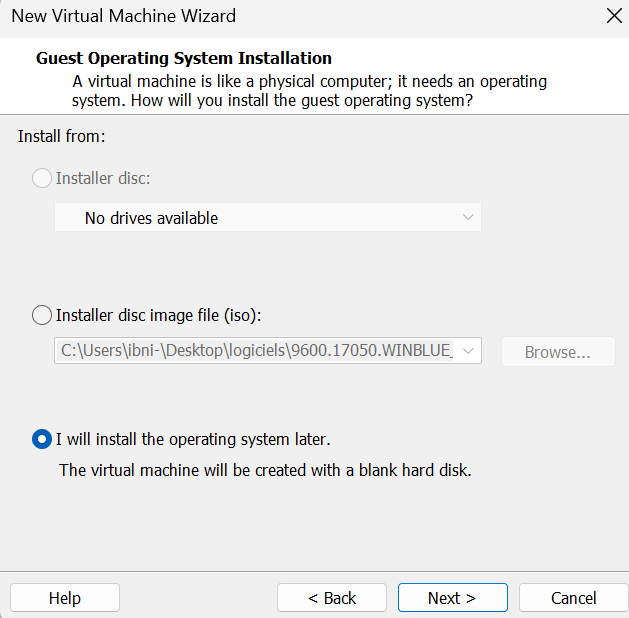 New Virtual Machine Wizard
Guest Operating System Installation
A virtual machine is like a physical computer; it needs an operating
system. How will you install the guest operating system?
Install from:
Installer disc:
No drives available
Installer disc image file (iso):
C:\Users\ibni-\Desktop\logiciels\9600.17050.WINBLUE_
Browse...
I will install the operating system later.
The virtual machine will be created with a blank hard disk.
Help
< Back
Next >
Cancel